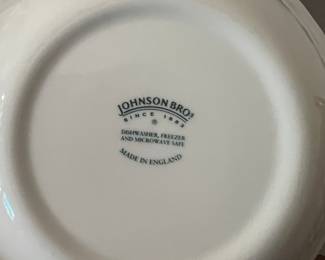 JOHNSON BROS
SINCE 1883
®
DISHWASHER, FREEZER
AND MICROWAVE SAFE
MADE IN ENGLAND